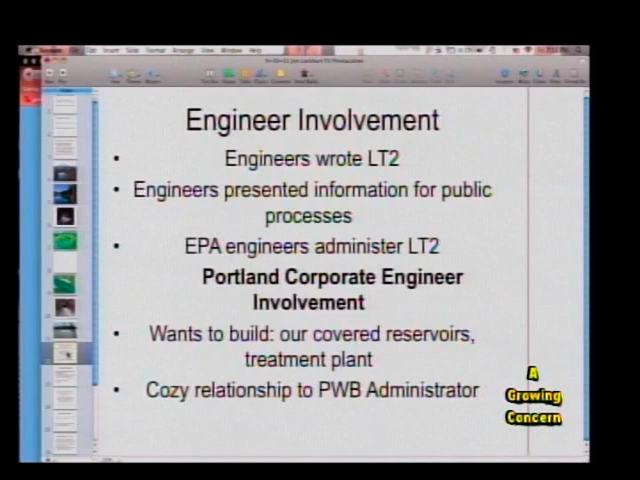 Engineer Involvement
• Engineers wrote LT2
• Engineers presented information for public
processes
• EPA engineers administer LT2
Portland Corporate Engineer
Involvement
• Wants to build: our covered reservoirs,
treatment plant
• Cozy relationship to PWB Administrator
A
Growing
Concern